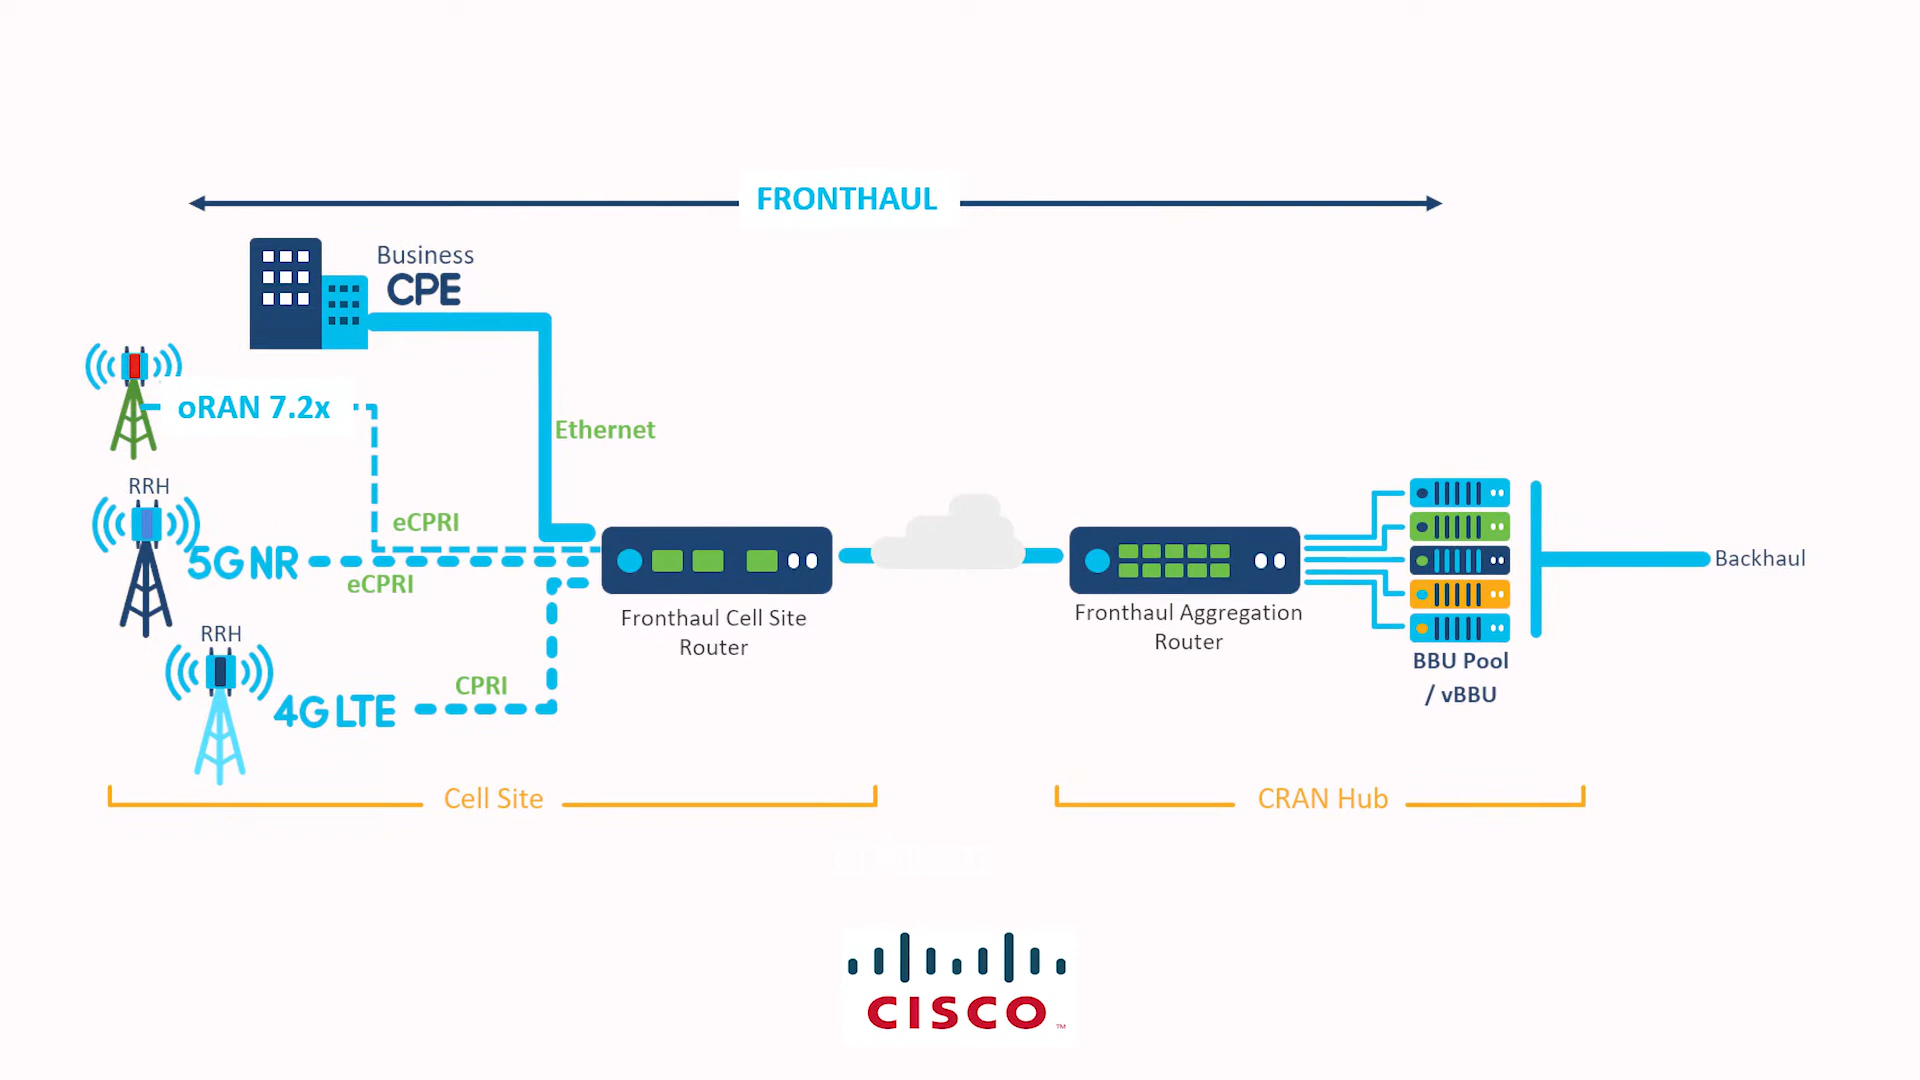 FRONTHAUL
Business
CPE
oRAN 7.2x
Ethernet
RRH
eCPRI
5G NR
eCPRI
Fronthaul Cell Site
Router
Fronthaul Aggregation
Router
Backhaul
RRH
4G LTE
CPRI
BBU Pool
/ vBBU
Cell Site
CRAN Hub
CISCO
TM